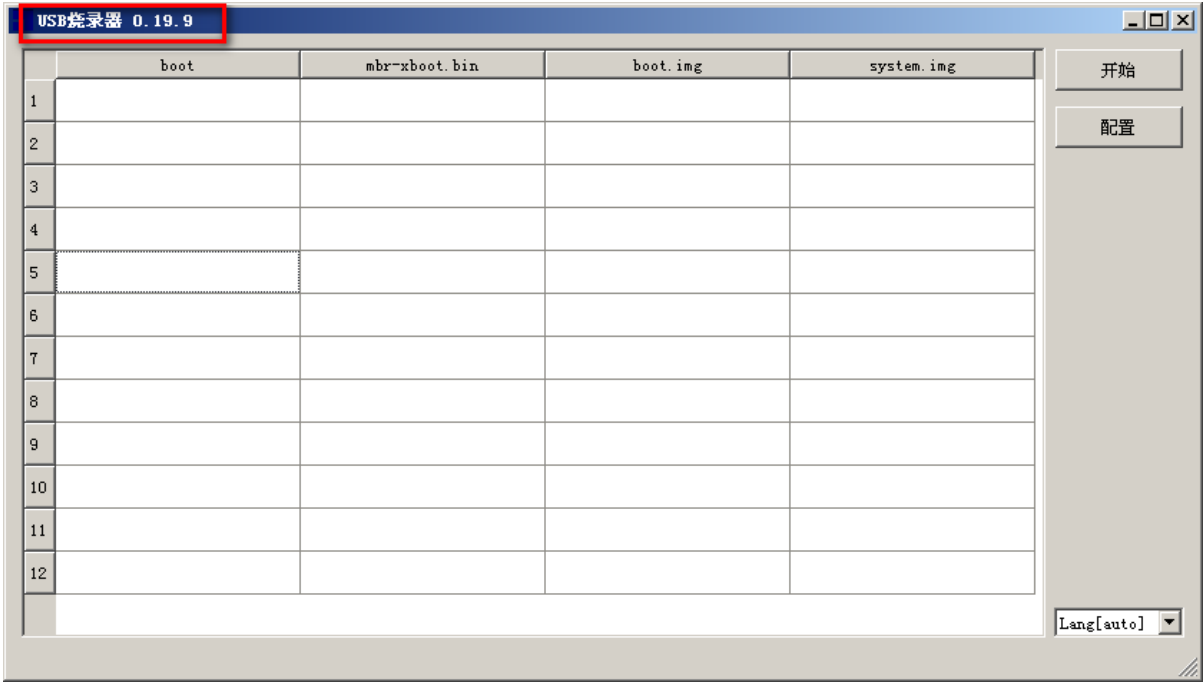 USB烧录器 0.19.9
boot mbr-xboot.bin boot.img system.img
开始
1
配置
2
3
4
5
6
7
8
9
10
11
12
Lang[auto]